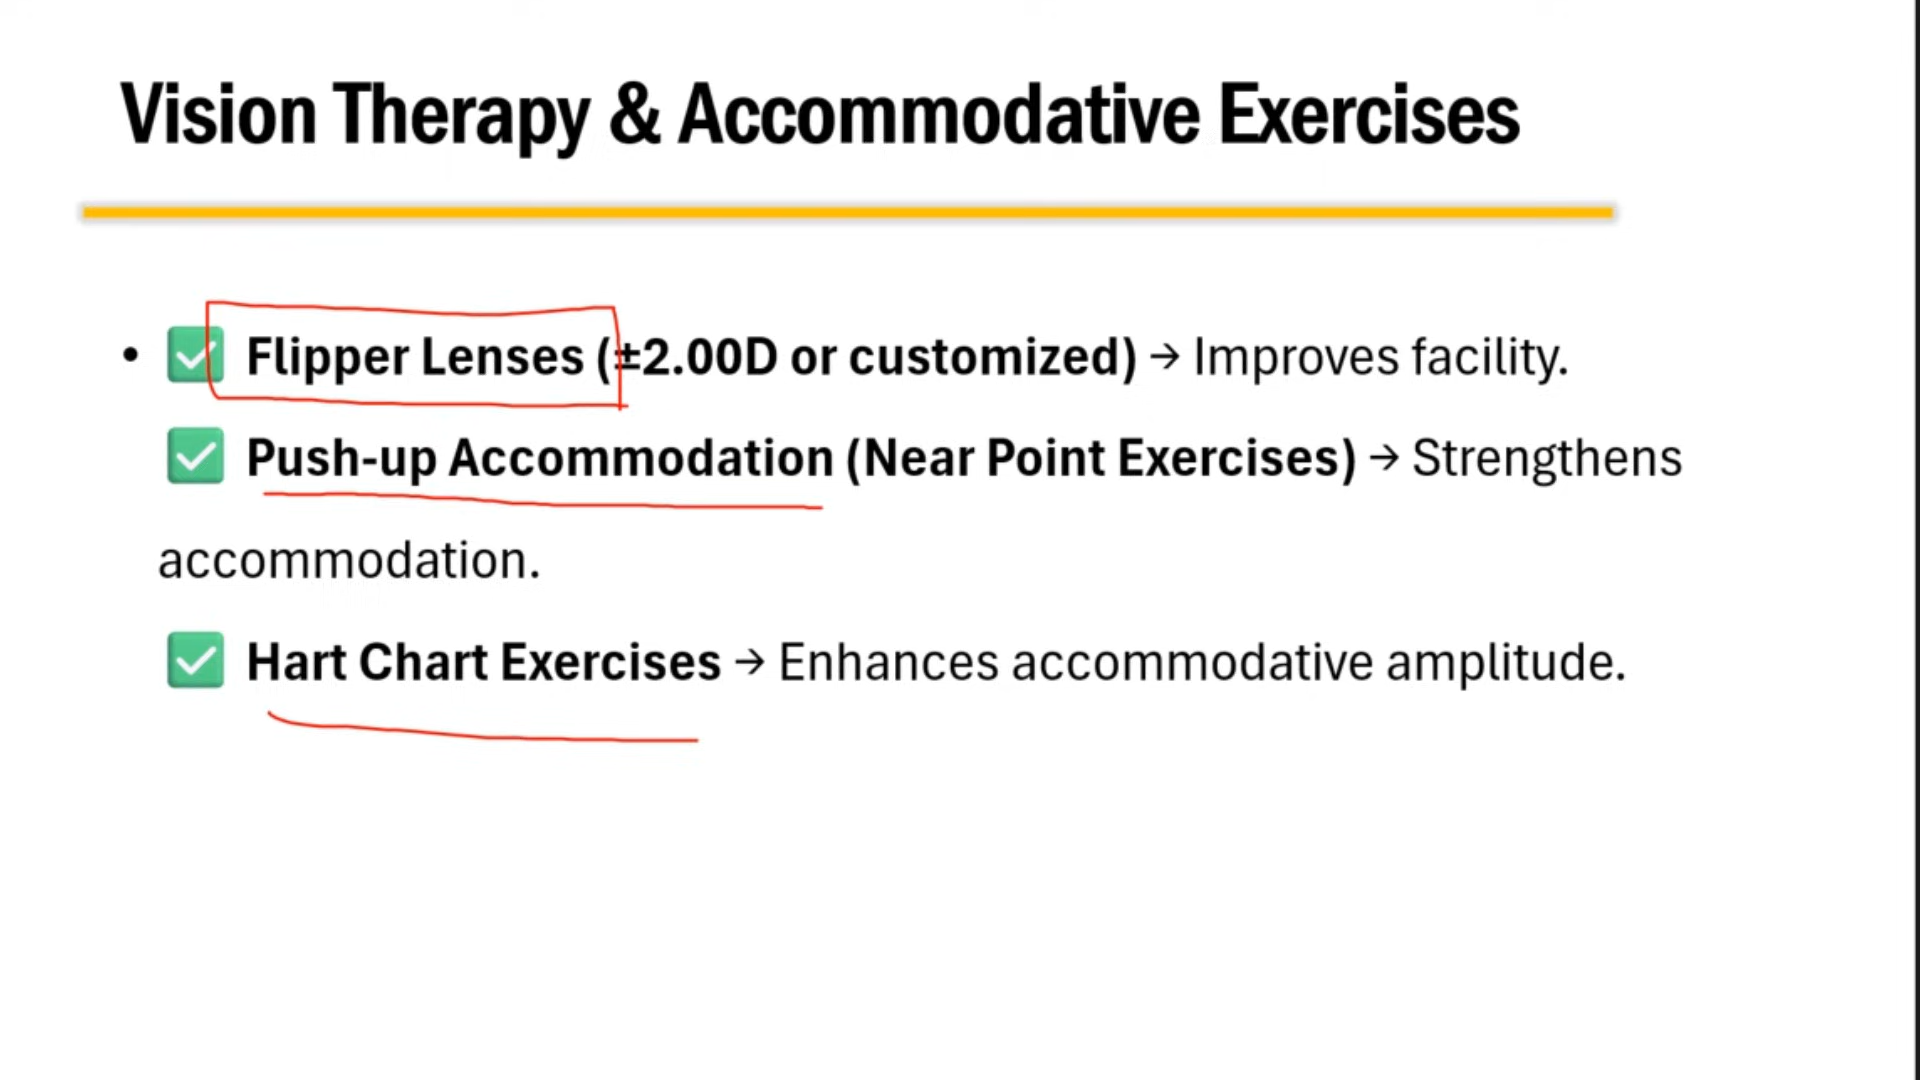 Vision Therapy & Accommodative Exercises
• ✅ Flipper Lenses (±2.00D or customized) → Improves facility.
✅ Push-up Accommodation (Near Point Exercises) → Strengthens
accommodation.
✅ Hart Chart Exercises → Enhances accommodative amplitude.